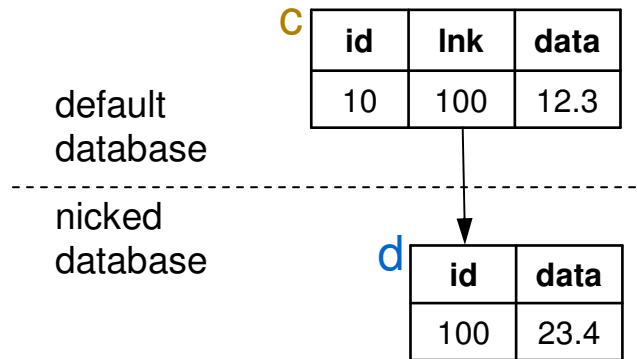 c
id lnk data
10 100 12.3
default
database
nicked
database
d
id data
100 23.4